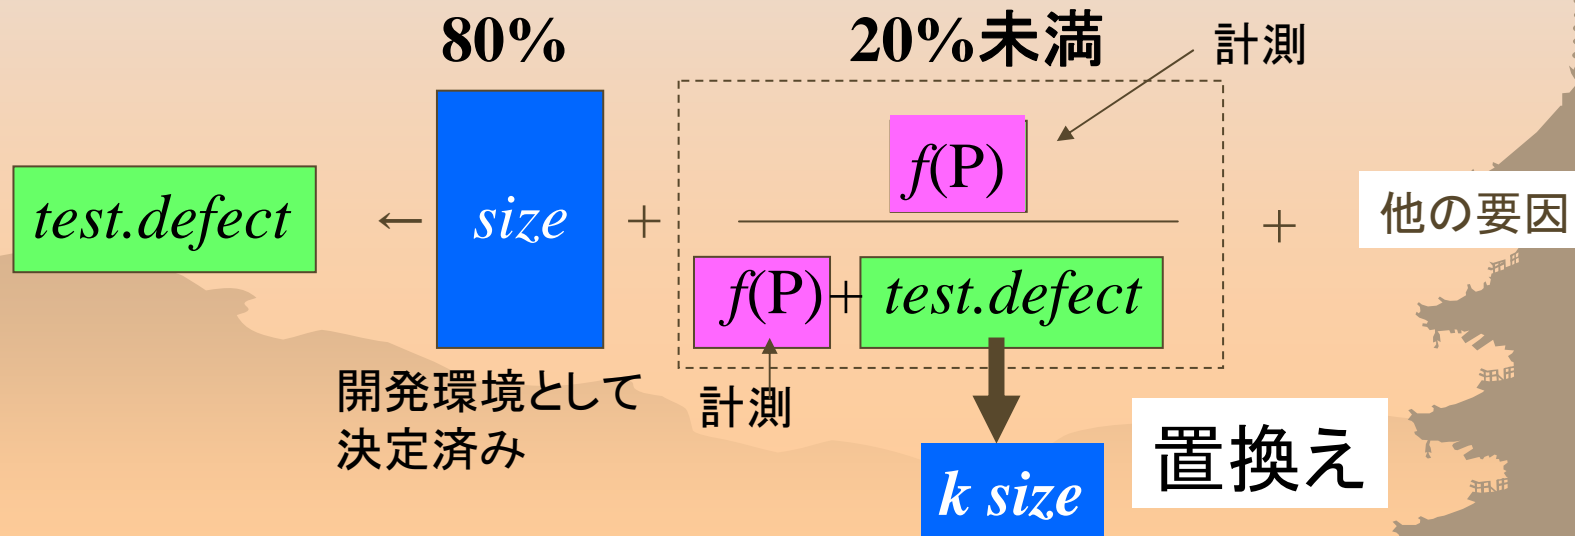 80%
20%未満
計測
test.defect
←
size
+
f(P)
f(P)+test.defect
+
他の要因
開発環境として
決定済み
計測
置換え
k size